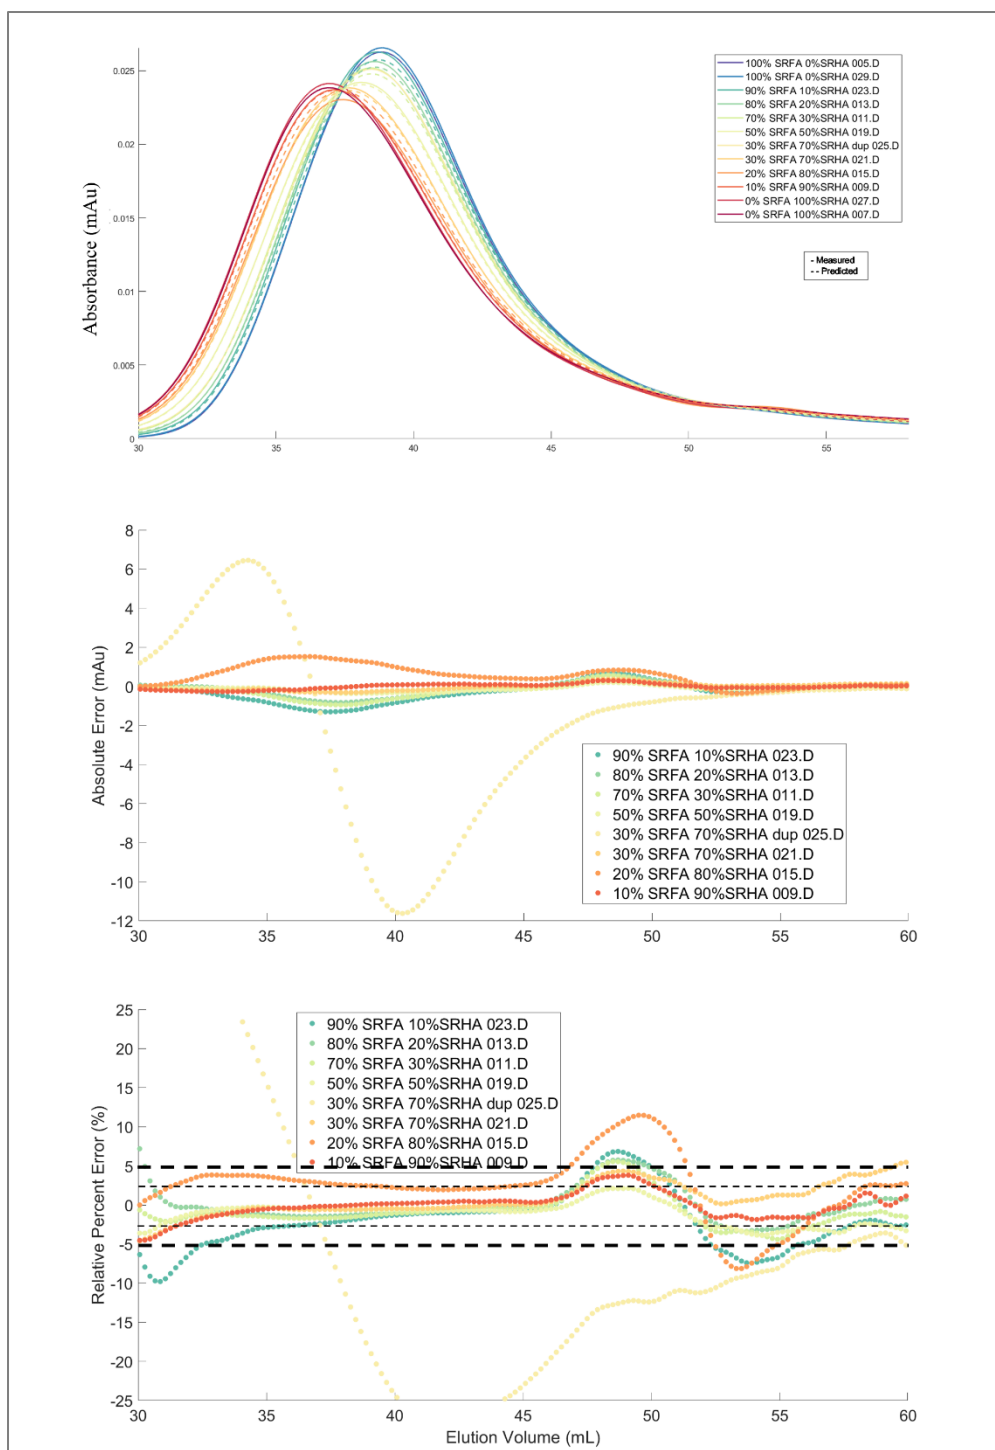 Absorbance (mAu)
0.025
0.02
0.015
0.01
0.005
0
30
35
40
45
50
55
100% SRFA 0%SRHA 005.D
100% SRFA 0%SRHA 029.D
90% SRFA 10%SRHA 023.D
80% SRFA 20%SRHA 013.D
70% SRFA 30%SRHA 011.D
50% SRFA 50%SRHA 019.D
30% SRFA 70%SRHA dup 025.D
30% SRFA 70%SRHA 021.D
20% SRFA 80%SRHA 015.D
10% SRFA 90%SRHA 009.D
0% SRFA 100%SRHA 027.D
0% SRFA 100%SRHA 007.D
Measured
Predicted
Absolute Error (mAu)
8
6
4
2
0
-2
-4
-6
-8
-10
-12
30
35
40
45
50
55
60
90% SRFA 10%SRHA 023.D
80% SRFA 20%SRHA 013.D
70% SRFA 30%SRHA 011.D
50% SRFA 50%SRHA 019.D
30% SRFA 70%SRHA dup 025.D
30% SRFA 70%SRHA 021.D
20% SRFA 80%SRHA 015.D
10% SRFA 90%SRHA 009.D
Relative Percent Error (%)
25
20
15
10
5
0
-5
-10
-15
-20
-25
30
35
40
45
50
55
60
90% SRFA 10%SRHA 023.D
80% SRFA 20%SRHA 013.D
70% SRFA 30%SRHA 011.D
50% SRFA 50%SRHA 019.D
30% SRFA 70%SRHA dup 025.D
30% SRFA 70%SRHA 021.D
20% SRFA 80%SRHA 015.D
10% SRFA 90%SRHA 009.D
Elution Volume (mL)